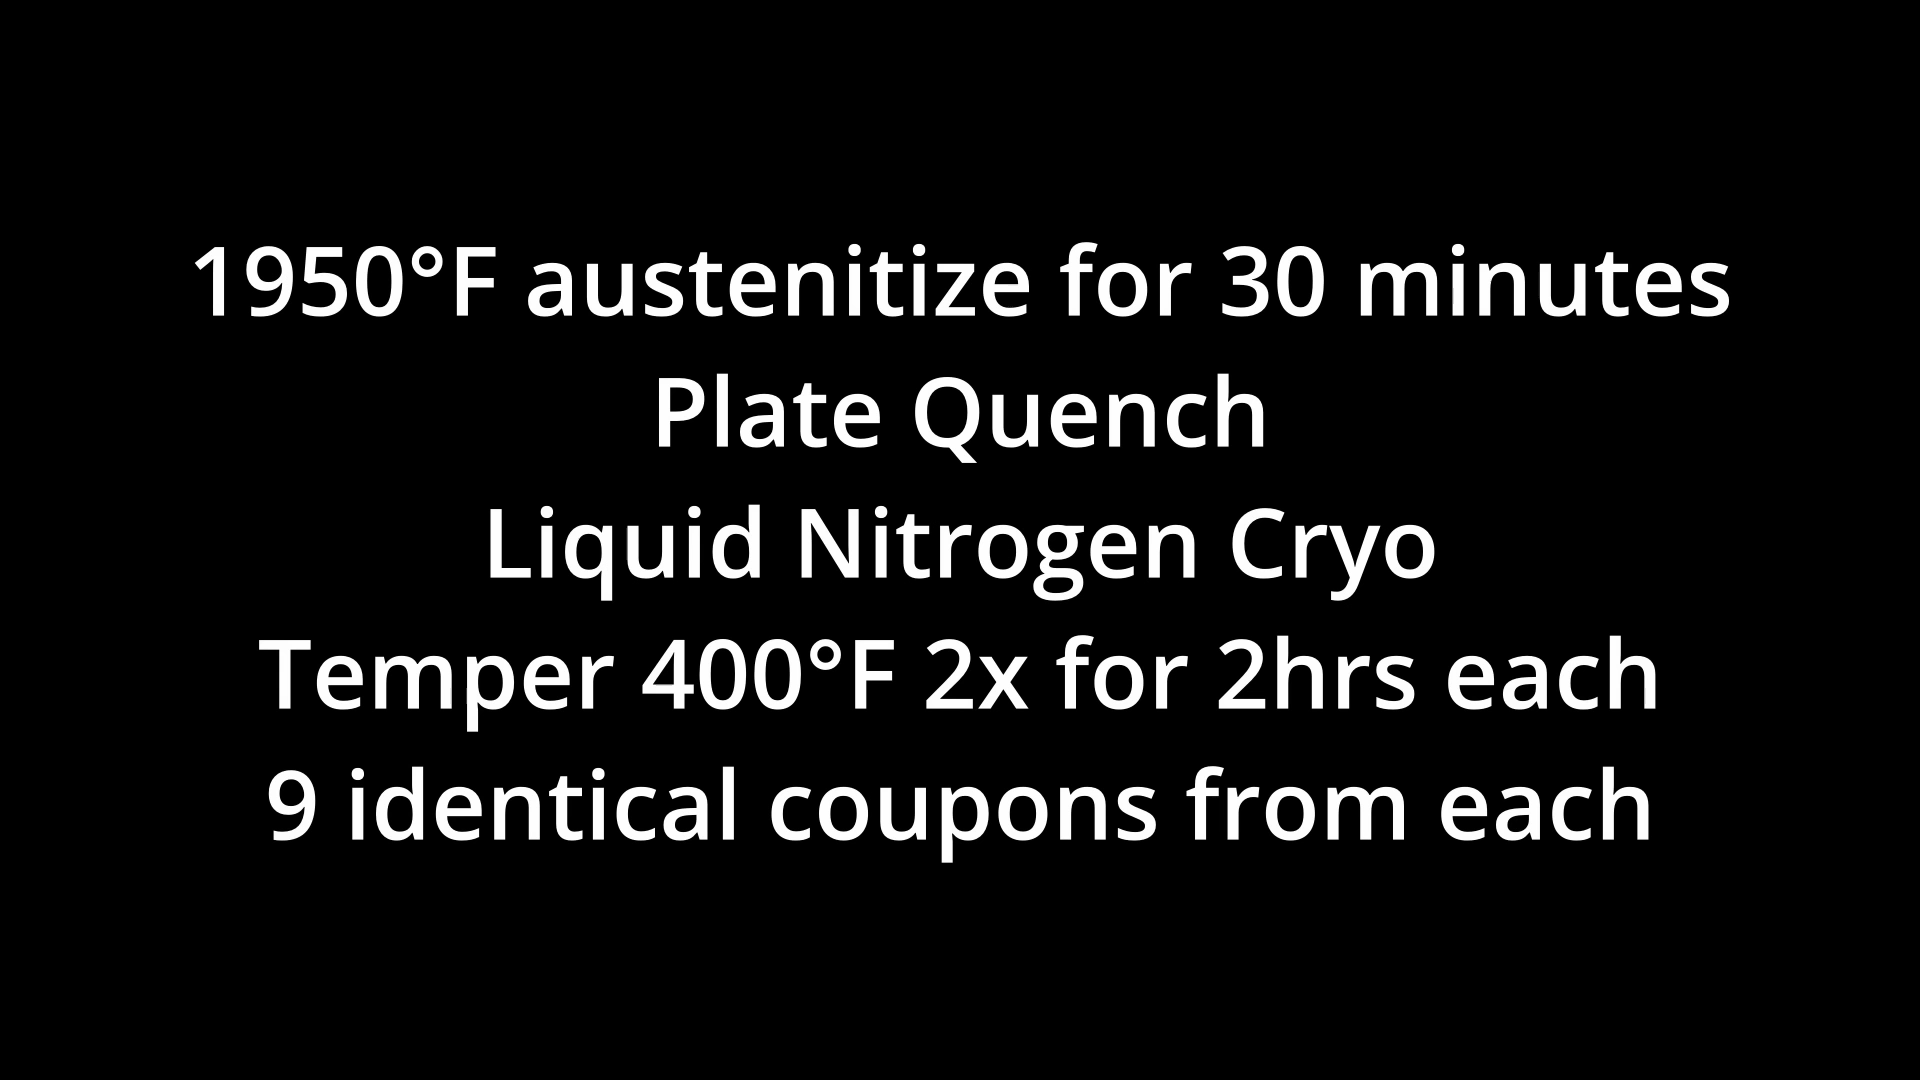 1950°F austenitize for 30 minutes
Plate Quench
Liquid Nitrogen Cryo
Temper 400°F 2x for 2hrs each
9 identical coupons from each